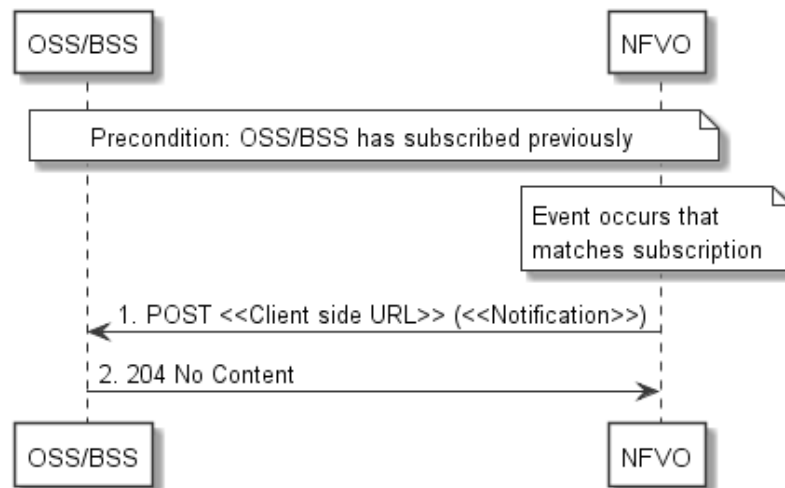 OSS/BSS
NFVO
Precondition: OSS/BSS has subscribed previously
Event occurs that
matches subscription
1. POST <<Client side URL>> (<<Notification>>)
2. 204 No Content
OSS/BSS
NFVO